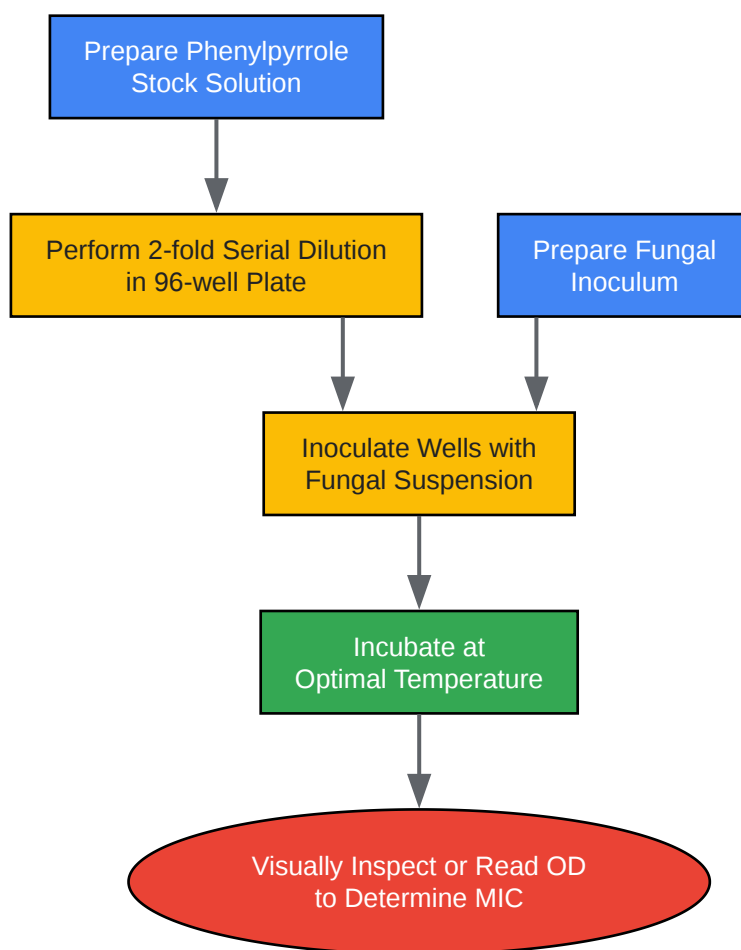 Prepare Phenylpyrrole
Stock Solution
Perform 2-fold Serial Dilution
in 96-well Plate
Prepare Fungal
Inoculum
Inoculate Wells with
Fungal Suspension
Incubate at
Optimal Temperature
Visually Inspect or Read OD
to Determine MIC